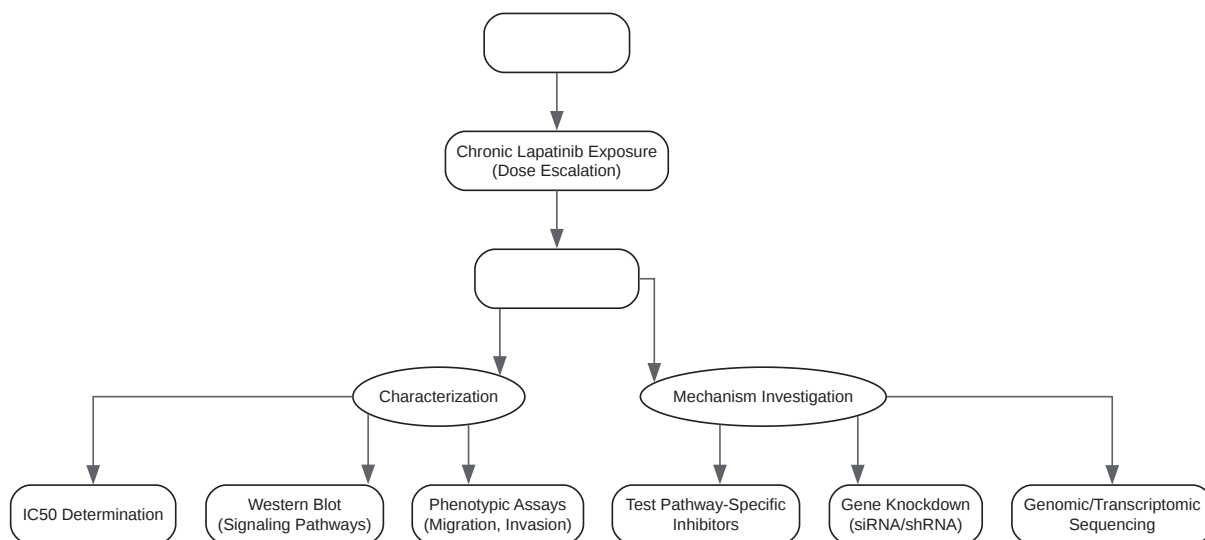 Chronic Lapatinib Exposure
(Dose Escalation)
Characterization
Mechanism Investigation
IC50 Determination
Western Blot
(Signaling Pathways)
Phenotypic Assays
(Migration, Invasion)
Test Pathway-Specific
Inhibitors
Gene Knockdown
(siRNA/shRNA)
Genomic/Transcriptomic
Sequencing